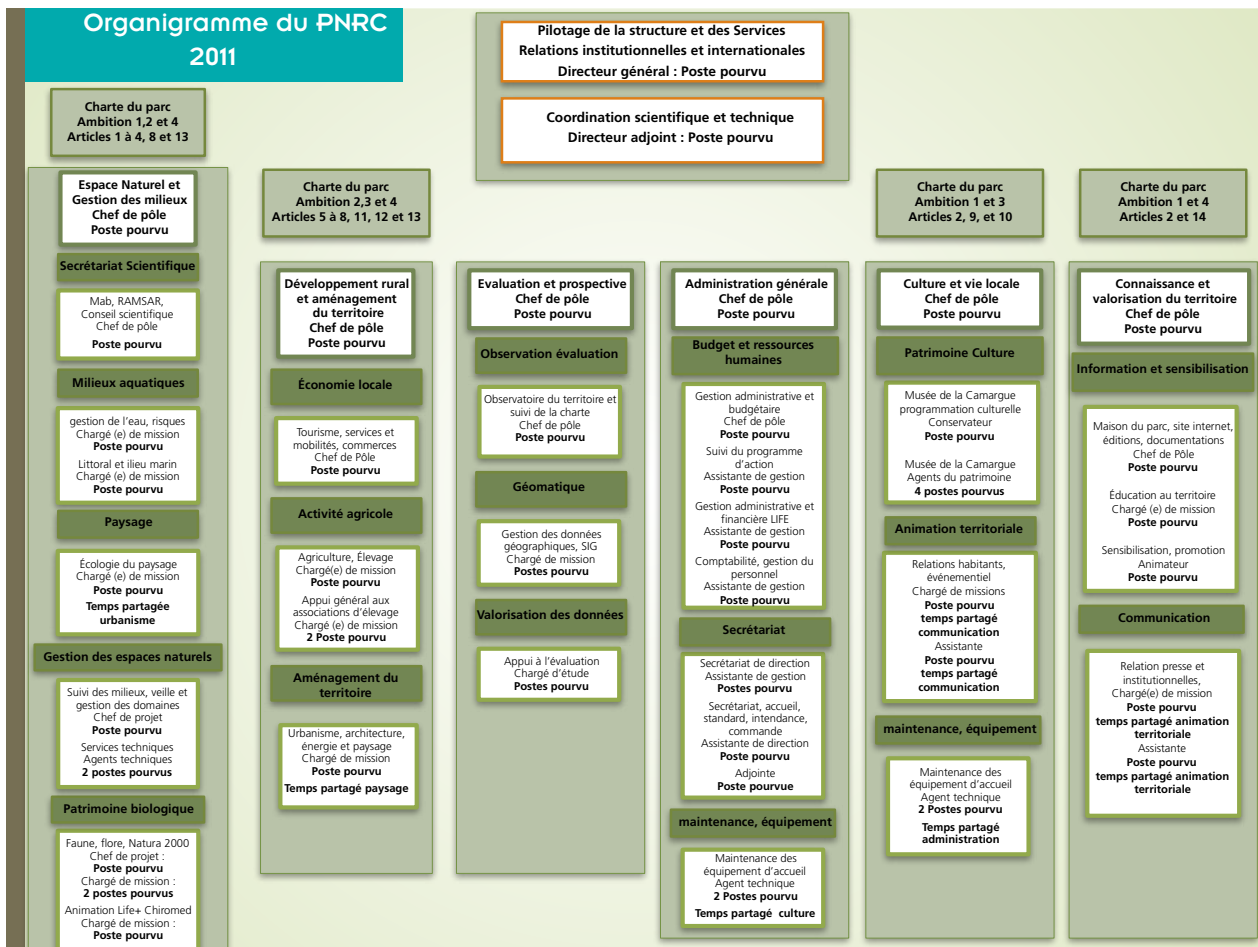 Organigramme du PNRC
2011
Pilotage de la structure et des Services
Relations institutionnelles et internationales
Directeur général : Poste pourvu
Coordination scientifique et technique
Directeur adjoint : Poste pourvu
Charte du parc
Ambition 1,2 et 4
Articles 1 à 4, 8 et 13
Espace Naturel et
Gestion des milieux
Chef de pôle
Poste pourvu
Secrétariat Scientifique
Mab, RAMSAR,
Conseil scientifique
Chef de pôle
Poste pourvu
Milieux aquatiques
gestion de l'eau, risques
Chargé (e) de mission
Poste pourvu
Littoral et ilieu marin
Chargé (e) de mission
Poste pourvu
Paysage
Écologie du paysage
Chargé (e) de mission
Poste pourvu
Temps partagée
urbanisme
Gestion des espaces naturels
Suivi des milieux, veille et
gestion des domaines
Chef de projet
Poste pourvu
Services techniques
Agents techniques
2 postes pourvus
Patrimoine biologique
Faune, flore, Natura 2000
Chef de projet :
Poste pourvu
Chargé de mission :
2 postes pourvus
Animation Life+ Chiromed
Chargé de mission :
Poste pourvu
Charte du parc
Ambition 2,3 et 4
Articles 5 à 8, 11, 12 et 13
Développement rural
et aménagement
du territoire
Chef de pôle
Poste pourvu
Économie locale
Tourisme, services et
mobilités, commerces
Chef de Pôle
Poste pourvu
Activité agricole
Agriculture, Élevage
Chargé(e) de mission
Poste pourvu
Appui général aux
associations d'élevage
Chargé (e) de mission
2 Poste pourvu
Aménagement du
territoire
Urbanisme, architecture,
énergie et paysage
Chargé de mission
Poste pourvu
Temps partagé paysage
Evaluation et prospective
Chef de pôle
Poste pourvu
Observation évaluation
Observatoire du territoire et
suivi de la charte
Chef de pôle
Poste pourvu
Géomatique
Gestion des données
géographiques, SIG
Chargé de mission
Postes pourvu
Valorisation des données
Appui à l'évaluation
Chargé d'étude
Postes pourvu
Administration générale
Chef de pôle
Poste pourvu
Budget et ressources
humaines
Gestion administrative et
budgétaire
Chef de pôle
Poste pourvu
Suivi du programme
d'action
Assistante de gestion
Poste pourvu
Gestion administrative et
financière LIFE
Assistante de gestion
Poste pourvu
Comptabilité, gestion du
personnel
Assistante de gestion
Poste pourvu
Secrétariat
Secrétariat de direction
Assistante de gestion
Postes pourvu
Secrétariat, accueil,
standard, intendance,
commande
Assistante de direction
Poste pourvu
Adjointe
Poste pourvue
maintenance, équipement
Maintenance des
équipement d'accueil
Agent technique
2 Postes pourvu
Temps partagé culture
Charte du parc
Ambition 1 et 3
Articles 2, 9, et 10
Culture et vie locale
Chef de pôle
Poste pourvu
Patrimoine Culture
Musée de la Camargue
programmation culturelle
Conservateur
Poste pourvu
Musée de la Camargue
Agents du patrimoine
4 postes pourvus
Animation territoriale
Relations habitants,
événementiel
Chargé de missions
Poste pourvu
temps partagé
communication
Assistante
Poste pourvu
temps partagé
communication
maintenance, équipement
Maintenance des
équipement d'accueil
Agent technique
2 Postes pourvu
Temps partagé
administration
Charte du parc
Ambition 1 et 4
Articles 2 et 14
Connaissance et
valorisation du territoire
Chef de pôle
Poste pourvu
Information et sensibilisation
Maison du parc, site internet,
éditions, documentations
Chef de Pôle
Poste pourvu
Éducation au territoire
Chargé (e) de mission
Poste pourvu
Sensibilisation, promotion
Animateur
Poste pourvu
Communication
Relation presse et
institutionnelles,
Chargé(e) de mission
Poste pourvu
temps partagé animation
territoriale
Assistante
Poste pourvu
temps partagé animation
territoriale